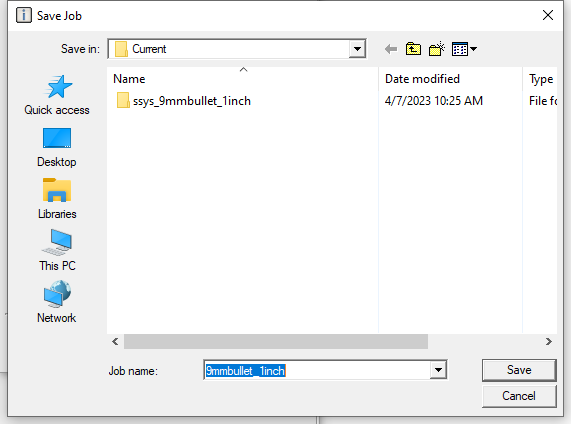 Save Job
Save in: Current
Name Date modified Type
ssys_9mmbullet_1inch 4/7/2023 10:25 AM File fo
Quick access
Desktop
Libraries
This PC
Network
Job name: 9mmbullet_1inch Save
Cancel